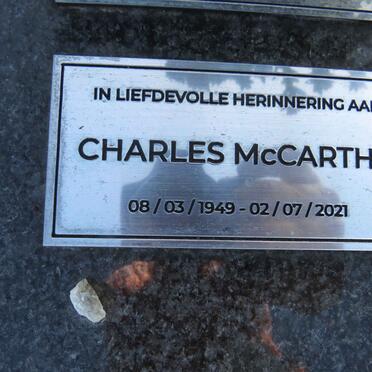 IN LIEFDEVOLLE HERINNERING AA
CHARLES McCARTH
08 / 03 / 1949 - 02 / 07 / 2021